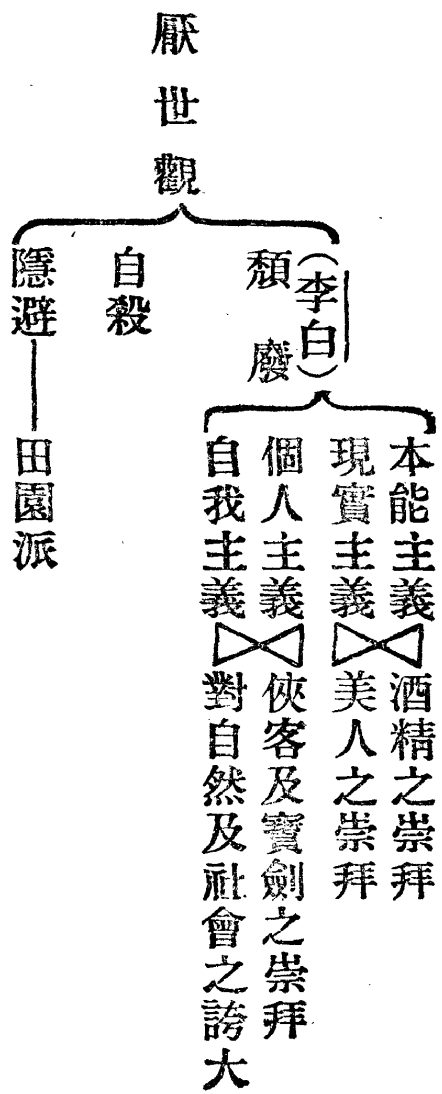 厭世觀
(李白)
頹廢
本能主義
酒精之崇拜
現實主義
美人之崇拜
個人主義
俠客及寶劍之崇拜
自我主義
對自然及社會之誇大
自殺
隱避
田園派